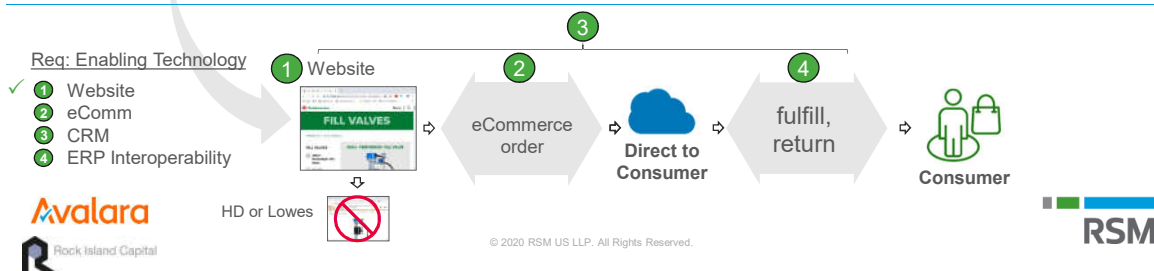 3
Req: Enabling Technology
✓ 1 Website
2 eComm
3 CRM
4 ERP Interoperability
1 Website
FILL VALVES
2
eCommerce
order
Direct to
Consumer
4
fulfill,
return
Consumer
HD or Lowes
Avalara
Rock Island Capital
© 2020 RSM US LLP. All Rights Reserved.
RSM